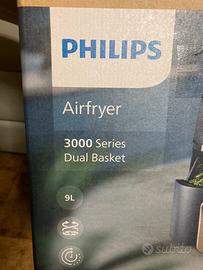 PHILIPS
Airfryer
3000 Series
Dual Basket
9L
subito